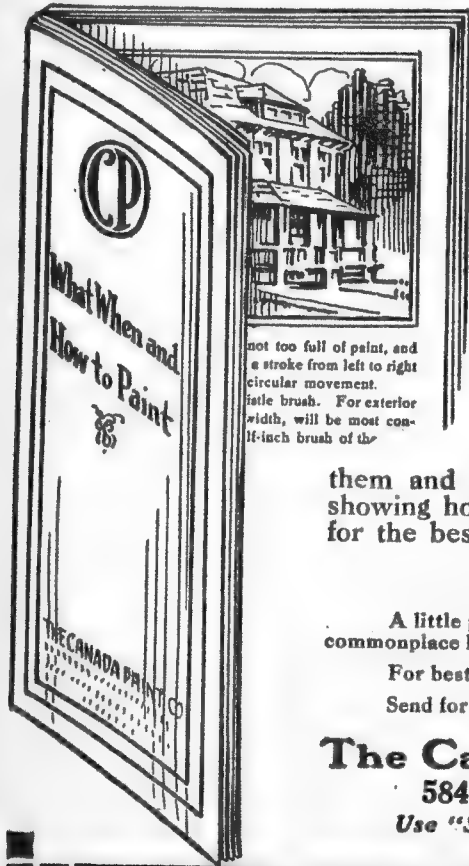 CP
What When and
How to Paint
THE CANADA PAINT CO
not too full of paint, and
a stroke from left to right
circular movement.
istle brush. For exterior
width, will be most con-
lf-inch brush of the
them and
showing ho
for the bes
A little
commonplace
For best
Send for
The Ca
584
Use "S